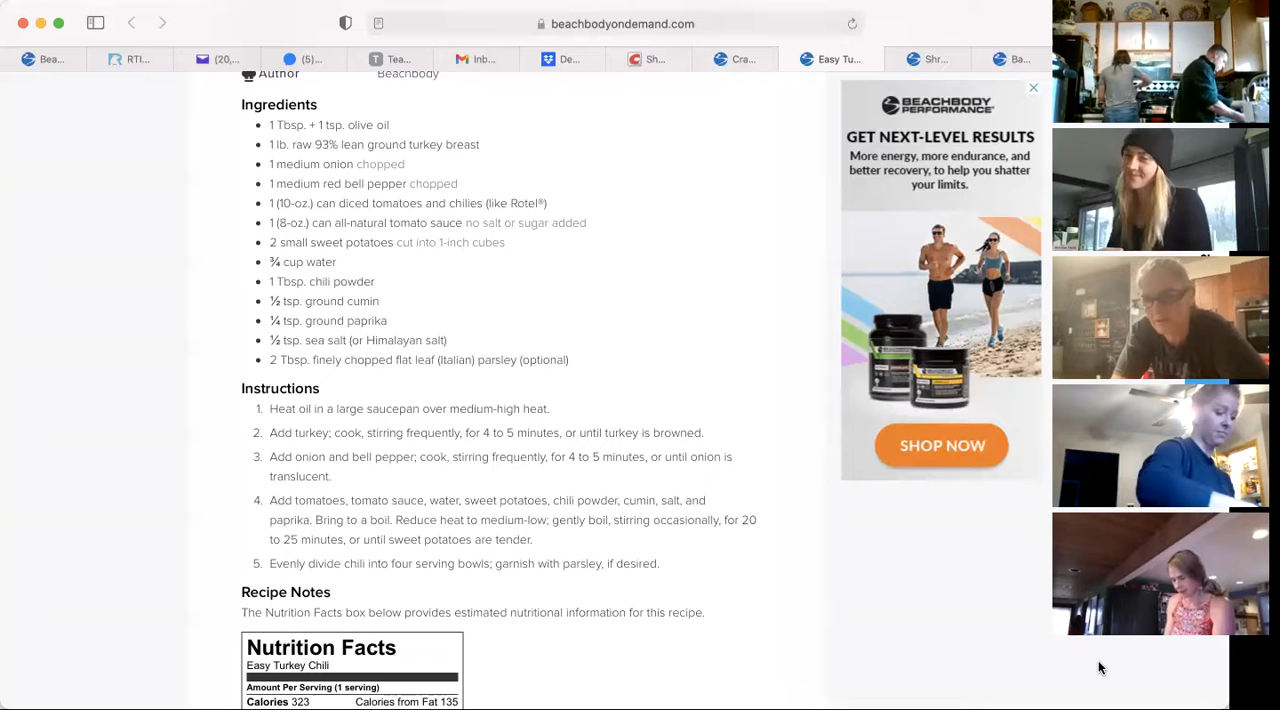 beachbodyondemand.com
Bea...
RTI...
(20,...
(5)...
Tea...
Inb...
De...
Sh...
Cra...
Easy Tu...
Shr...
Ba...
Author Beachbody
Ingredients
• 1 Tbsp. + 1 tsp. olive oil
• 1 lb. raw 93% lean ground turkey breast
• 1 medium onion chopped
• 1 medium red bell pepper chopped
• 1 (10-oz.) can diced tomatoes and chilies (like Rotel®)
• 1 (8-oz.) can all-natural tomato sauce no salt or sugar added
• 2 small sweet potatoes cut into 1-inch cubes
• ¾ cup water
• 1 Tbsp. chili powder
• ½ tsp. ground cumin
• ¼ tsp. ground paprika
• ½ tsp. sea salt (or Himalayan salt)
• 2 Tbsp. finely chopped flat leaf (Italian) parsley (optional)
Instructions
1. Heat oil in a large saucepan over medium-high heat.
2. Add turkey; cook, stirring frequently, for 4 to 5 minutes, or until turkey is browned.
3. Add onion and bell pepper; cook, stirring frequently, for 4 to 5 minutes, or until onion is
translucent.
4. Add tomatoes, tomato sauce, water, sweet potatoes, chili powder, cumin, salt, and
paprika. Bring to a boil. Reduce heat to medium-low; gently boil, stirring occasionally, for 20
to 25 minutes, or until sweet potatoes are tender.
5. Evenly divide chili into four serving bowls; garnish with parsley, if desired.
Recipe Notes
The Nutrition Facts box below provides estimated nutritional information for this recipe.
Nutrition Facts
Easy Turkey Chili
Amount Per Serving (1 serving)
Calories 323 Calories from Fat 135
BEACHBODY
PERFORMANCE
GET NEXT-LEVEL RESULTS
More energy, more endurance, and
better recovery, to help you shatter
your limits.
SHOP NOW